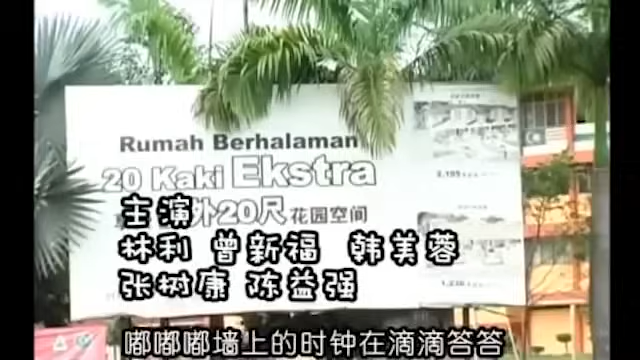 Rumah Berhalaman
20 Kaki Ekstra
外20尺 花园空间
主演
林利 曾新福 韩美蓉
张树康 陈益强
嘟嘟嘟墙上的时钟在滴滴答答